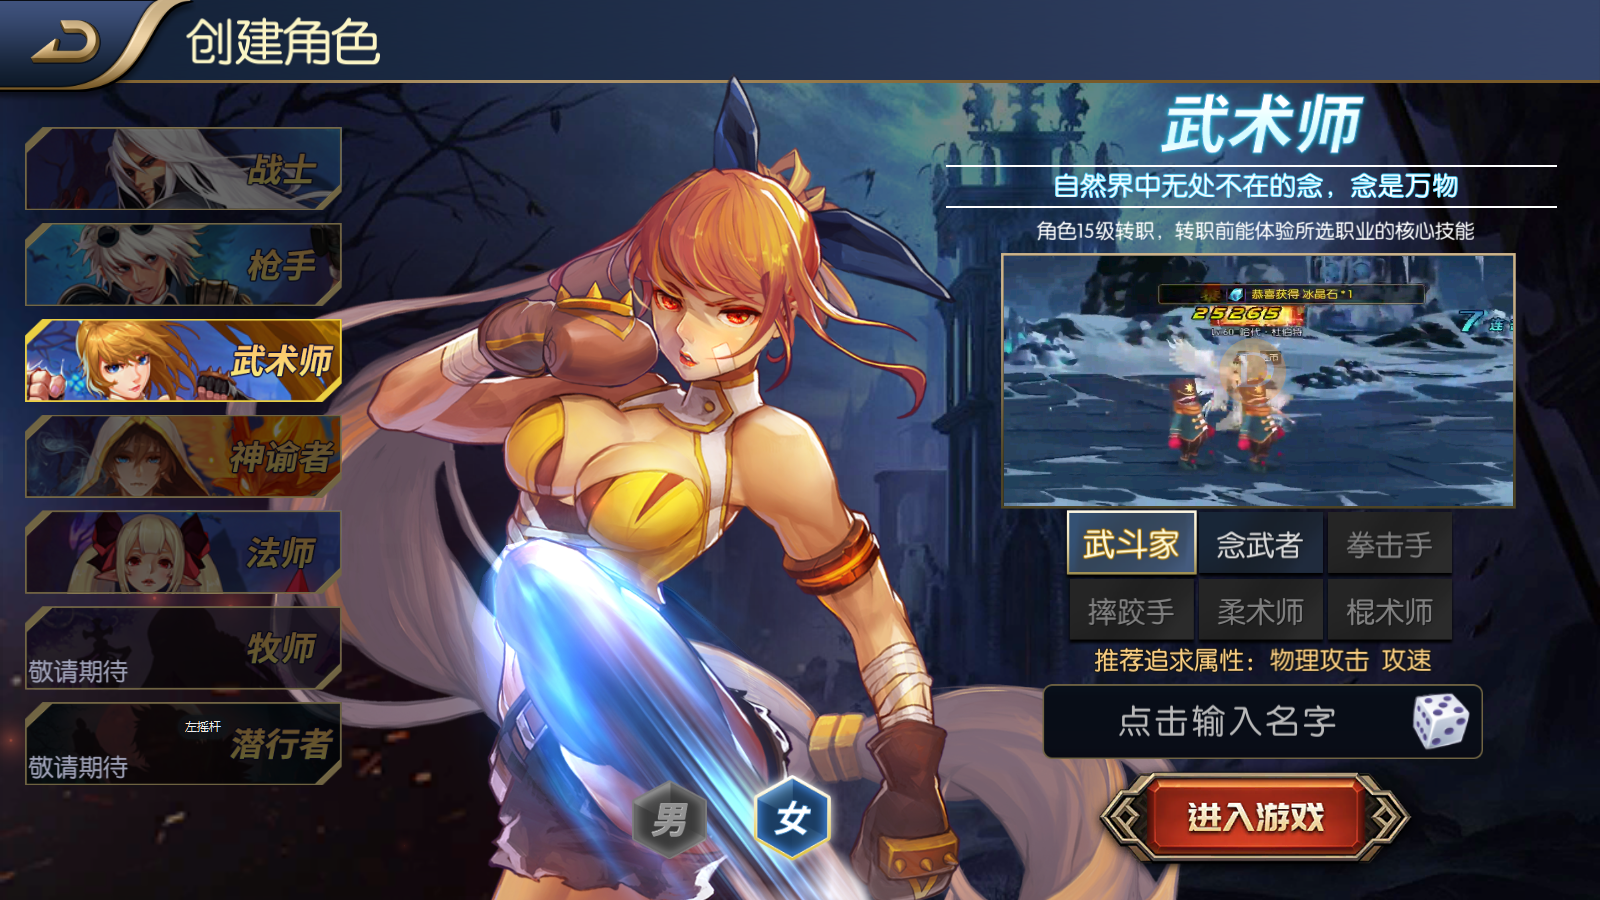 创建角色
战士
枪手
武术师
神谕者
法师
牧师
敬请期待
左摇杆
潜行者
敬请期待
武术师
自然界中无处不在的念，念是万物
角色15级转职，转职前能体验所选职业的核心技能
恭喜获得 冰晶石*1
25265
7连
武斗家
念武者
拳击手
摔跤手
柔术师
棍术师
推荐追求属性：物理攻击 攻速
点击输入名字
男
女
进入游戏